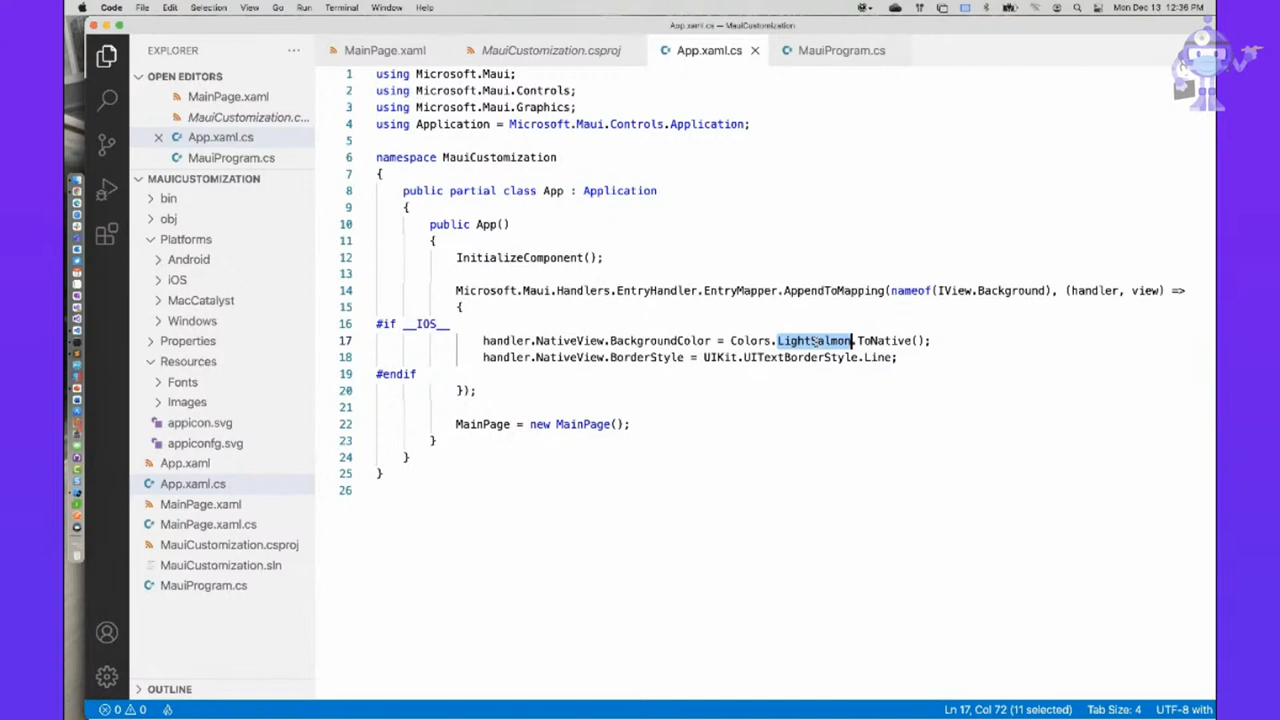 Code File Edit Selection View Go Run Terminal Window Help Mon Dec 13 12:36 PM
App.xaml.cs — MauiCustomization
EXPLORER
MainPage.xaml MauiCustomization.csproj App.xaml.cs MauiProgram.cs
OPEN EDITORS
MainPage.xaml
MauiCustomization.c...
App.xaml.cs
MauiProgram.cs
MAUICUSTOMIZATION
bin
obj
Platforms
Android
iOS
MacCatalyst
Windows
Properties
Resources
Fonts
Images
appicon.svg
appiconfg.svg
App.xaml
App.xaml.cs
MainPage.xaml
MainPage.xaml.cs
MauiCustomization.csproj
MauiCustomization.sln
MauiProgram.cs
OUTLINE
1 using Microsoft.Maui;
2 using Microsoft.Maui.Controls;
3 using Microsoft.Maui.Graphics;
4 using Application = Microsoft.Maui.Controls.Application;
5
6 namespace MauiCustomization
7 {
8 public partial class App : Application
9 {
10 public App()
11 {
12 InitializeComponent();
13
14 Microsoft.Maui.Handlers.EntryHandler.EntryMapper.AppendToMapping(nameof(IView.Background), (handler, view) =>
15 {
16 #if __IOS__
17 handler.NativeView.BackgroundColor = Colors.LightSalmon.ToNative();
18 handler.NativeView.BorderStyle = UIKit.UITextBorderStyle.Line;
19 #endif
20 });
21
22 MainPage = new MainPage();
23 }
24 }
25 }
26
0 0 Ln 17, Col 72 (11 selected) Tab Size: 4 UTF-8 with